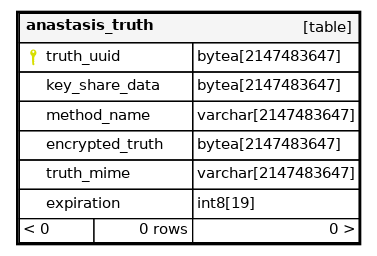 anastasis_truth [table]
truth_uuid bytea[2147483647]
key_share_data bytea[2147483647]
method_name varchar[2147483647]
encrypted_truth bytea[2147483647]
truth_mime varchar[2147483647]
expiration int8[19]
< 0 0 rows 0 >